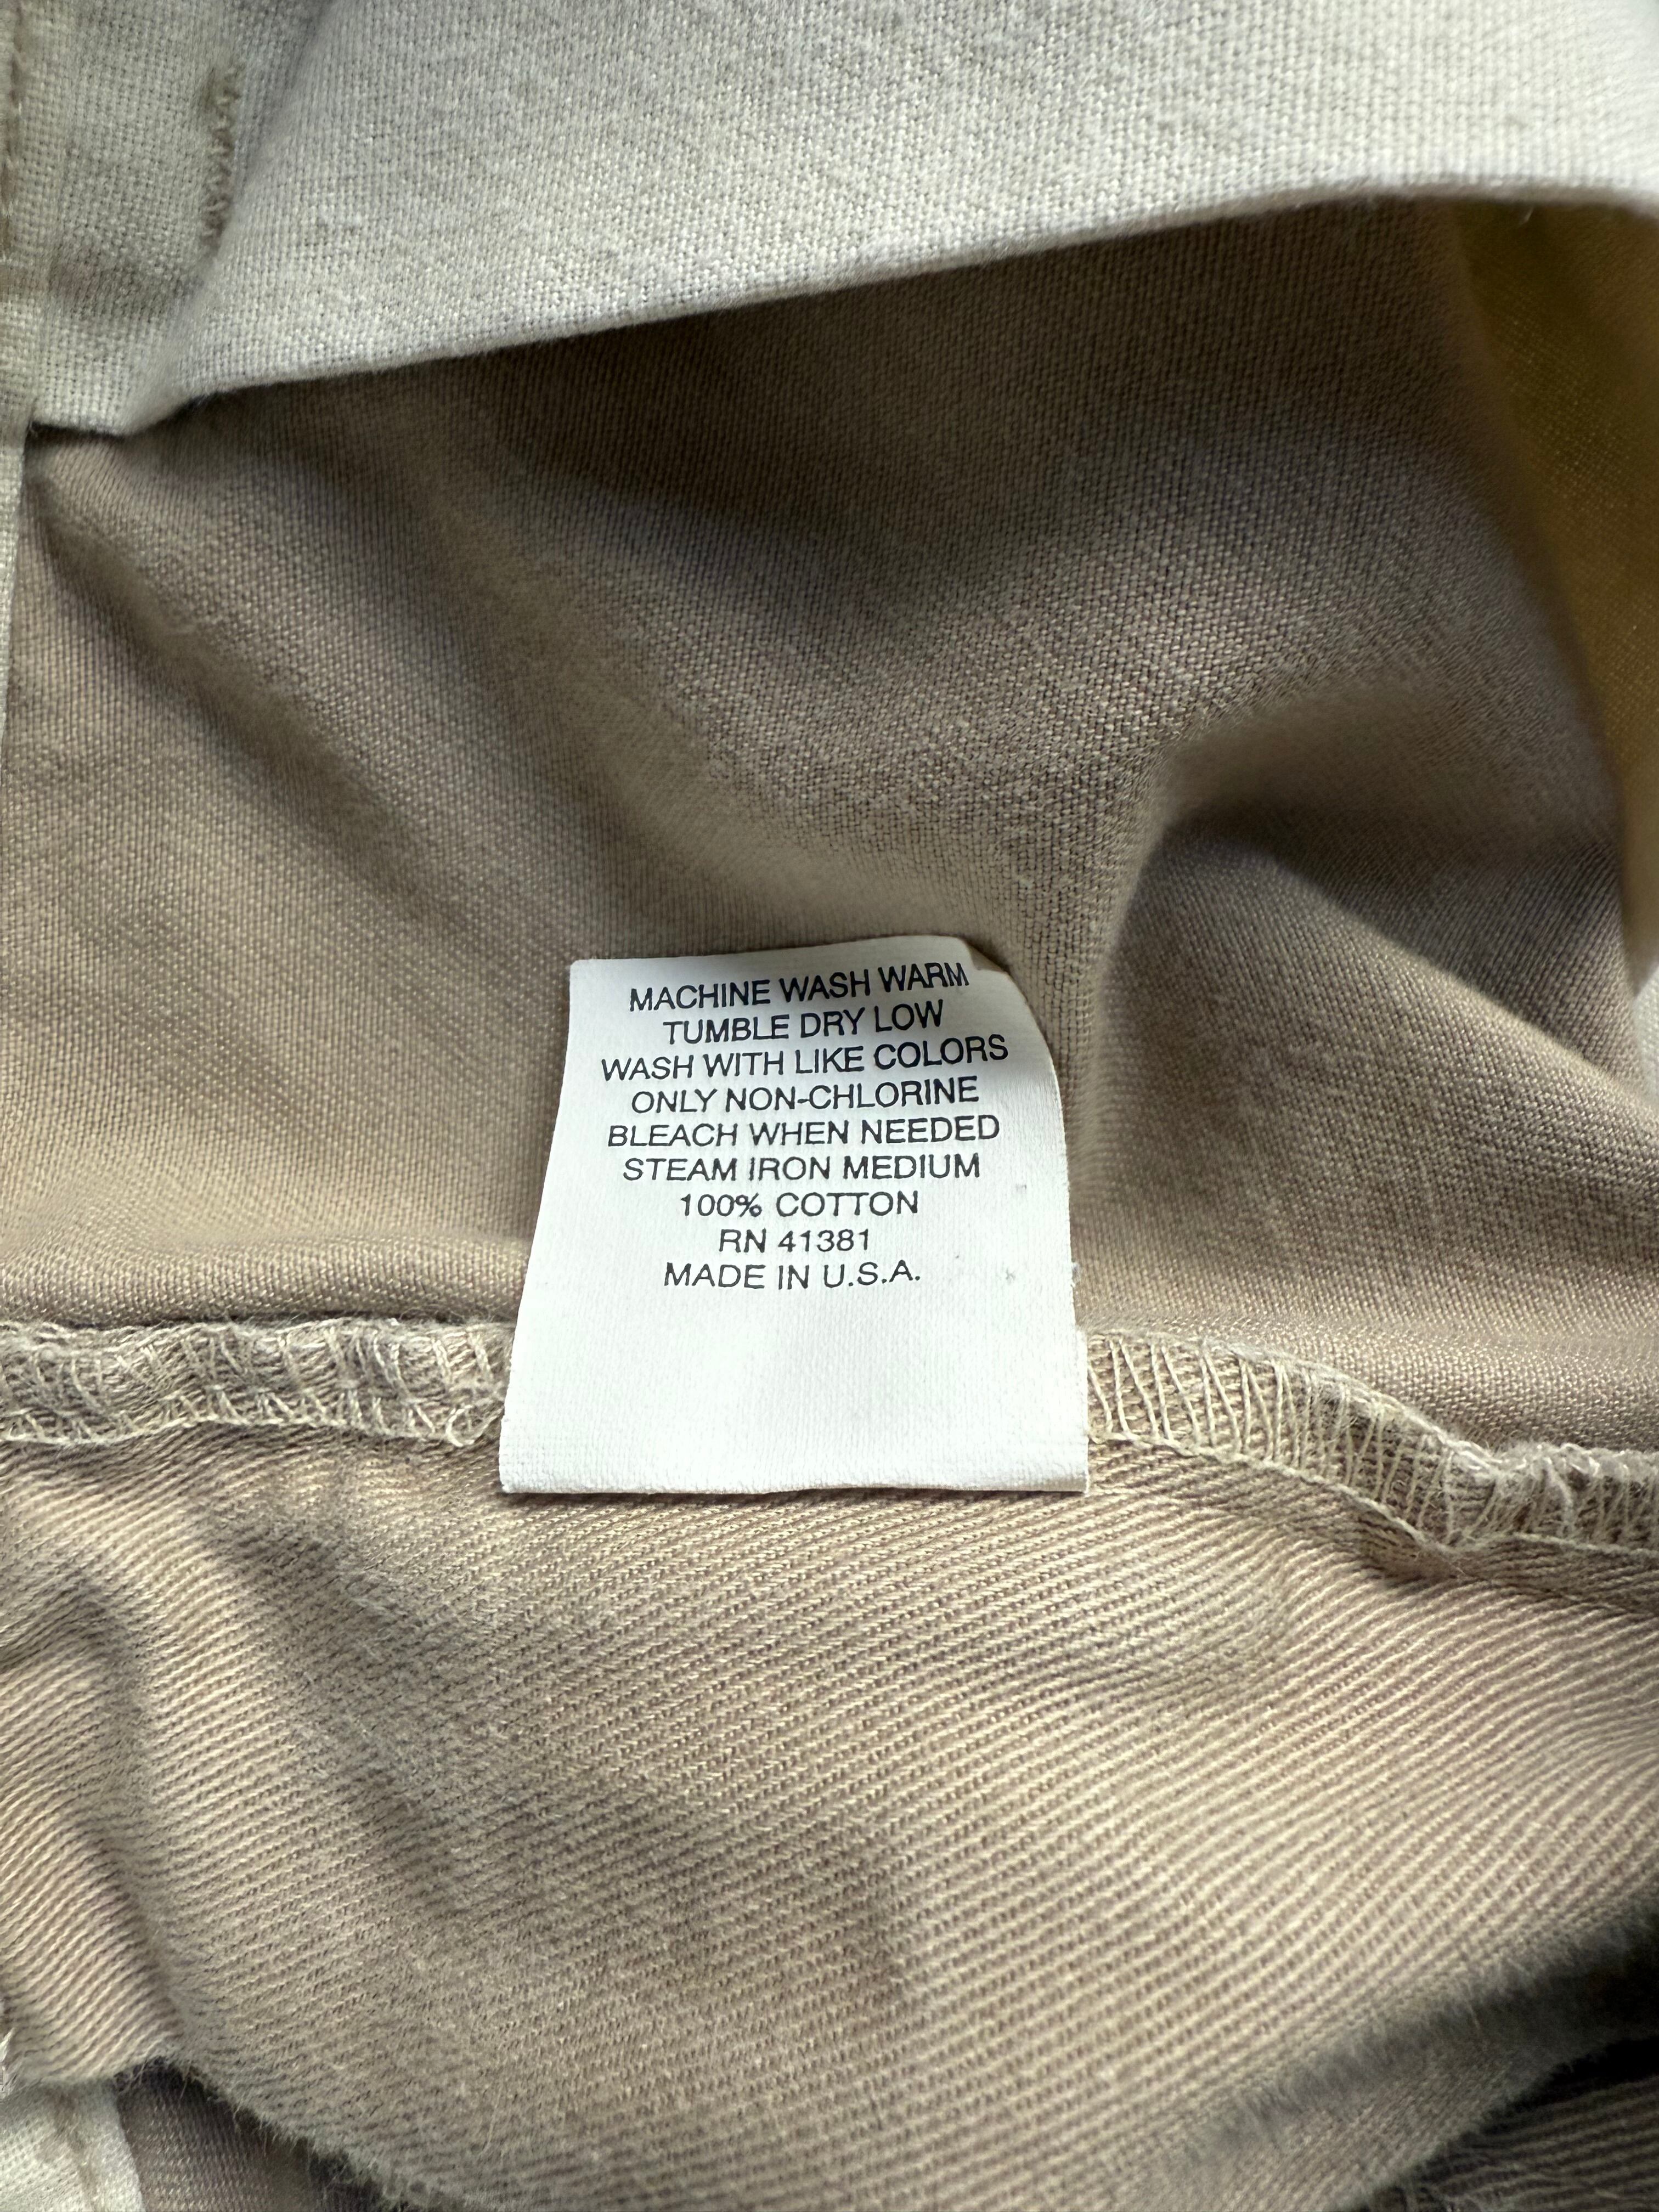 MACHINE WASH WARM
TUMBLE DRY LOW
WASH WITH LIKE COLORS
ONLY NON-CHLORINE
BLEACH WHEN NEEDED
STEAM IRON MEDIUM
100% COTTON
RN 41381
MADE IN U.S.A.